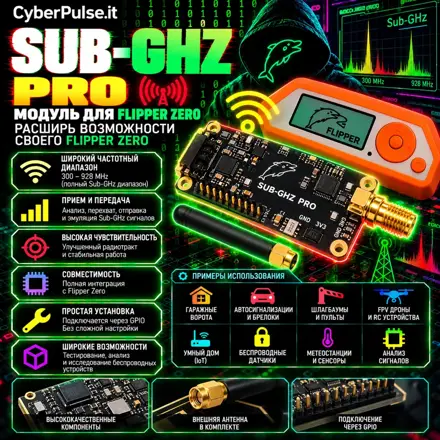 CyberPulse.it
SUB-GHZ
PRO
МОДУЛЬ ДЛЯ FLIPPER ZERO
РАСШИРЬ ВОЗМОЖНОСТИ
СВОЕГО FLIPPER ZERO
Sub-GHz
300 MHz
928 MHz
FLIPPER
SUB-GHZ PRO
GND
3V3
ШИРОКИЙ ЧАСТОТНЫЙ
ДИАПАЗОН
300 – 928 МГц
(полный Sub-GHz диапазон)
ПРИЕМ И ПЕРЕДАЧА
Анализ, перехват, отправка
и эмуляция Sub-GHz сигналов
ВЫСОКАЯ ЧУВСТВИТЕЛЬНОСТЬ
Улучшенный радиотракт
и стабильная работа
СОВМЕСТИМОСТЬ
Полная интеграция
с Flipper Zero
ПРОСТАЯ УСТАНОВКА
Подключается через GPIO
Без сложной настройки
ШИРОКИЕ ВОЗМОЖНОСТИ
Тестирование, анализ
и исследование беспроводных
устройств
ПРИМЕРЫ ИСПОЛЬЗОВАНИЯ
ГАРАЖНЫЕ
ВОРОТА
АВТОСИГНАЛИЗАЦИИ
И БРЕЛОКИ
ШЛАГБАУМЫ
И ПУЛЬТЫ
FPV ДРОНЫ
И RC УСТРОЙСТВА
УМНЫЙ ДОМ
(IoT)
БЕСПРОВОДНЫЕ
ДАТЧИКИ
МЕТЕОСТАНЦИИ
И СЕНСОРЫ
АНАЛИЗ
СИГНАЛОВ
ВЫСОКОКАЧЕСТВЕННЫЕ
КОМПОНЕНТЫ
ВНЕШНЯЯ АНТЕННА
В КОМПЛЕКТЕ
ПОДКЛЮЧЕНИЕ
ЧЕРЕЗ GPIO